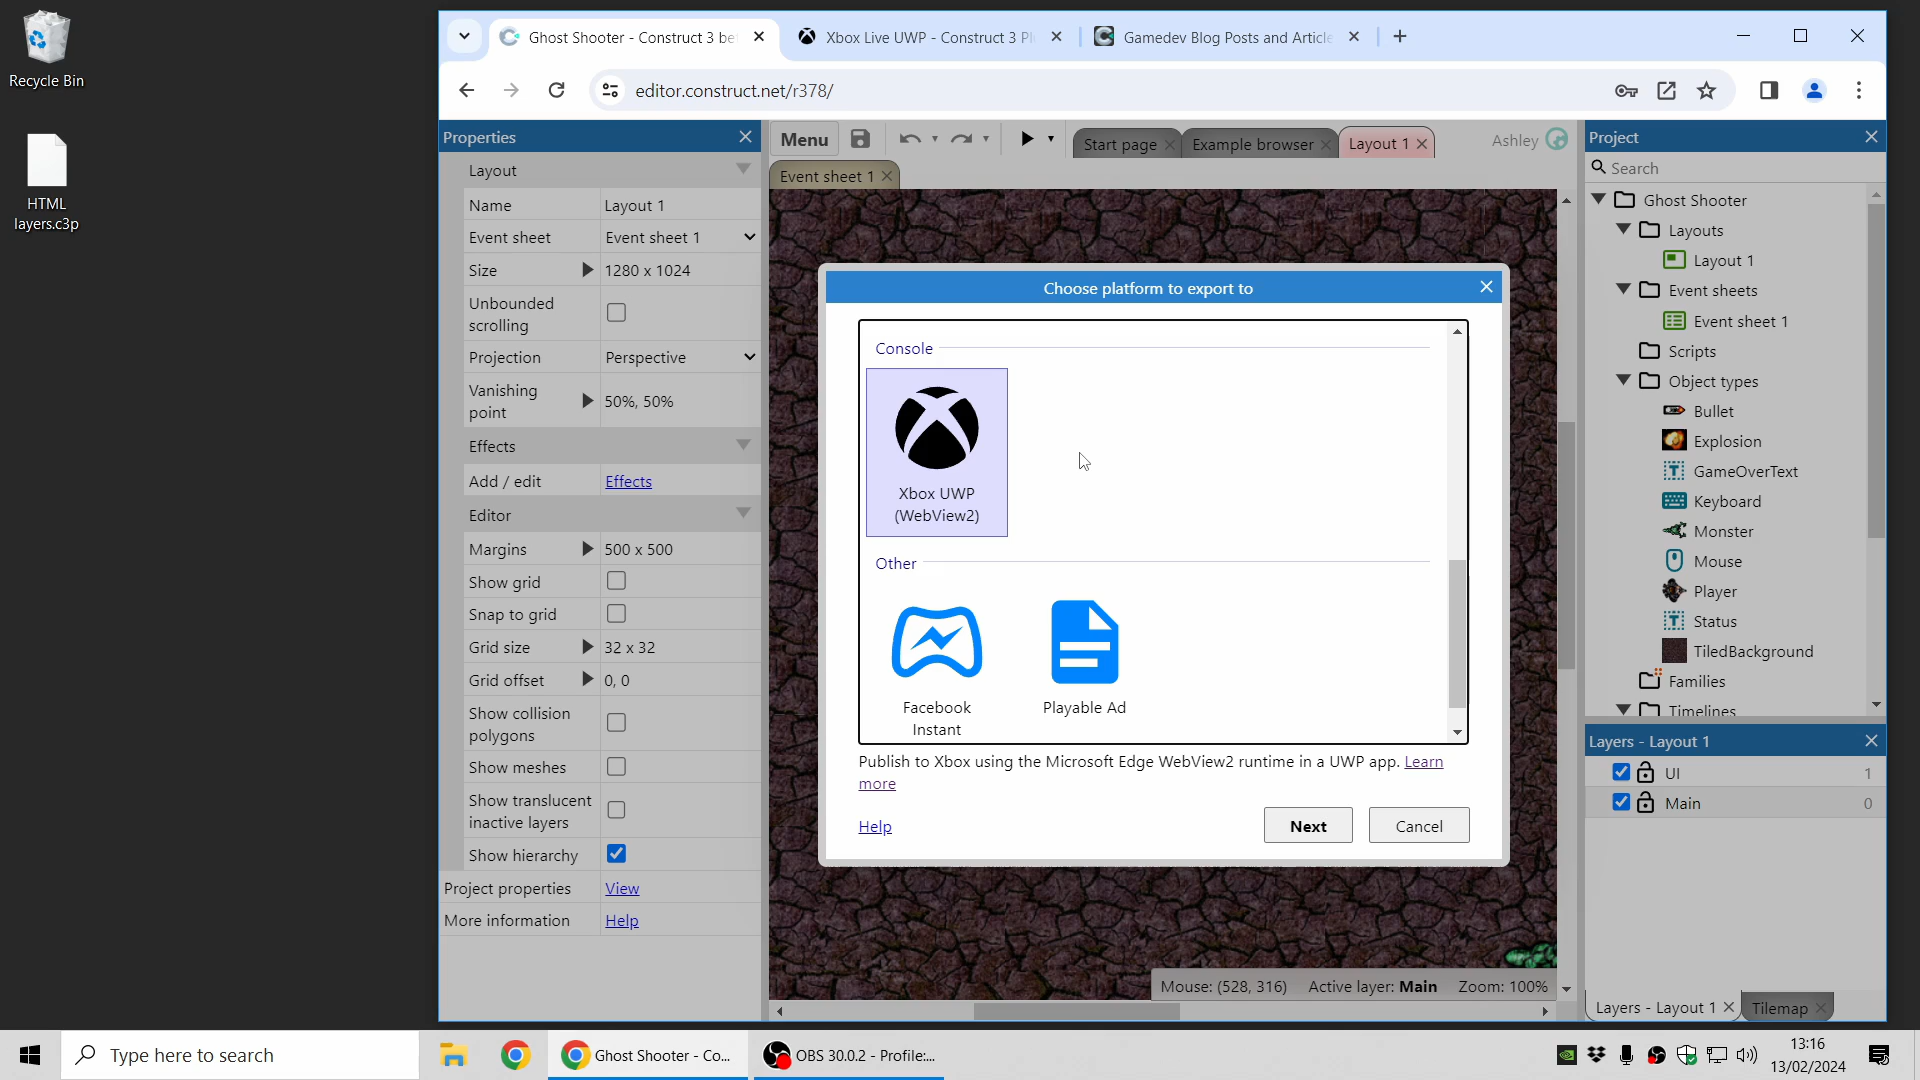 Recycle Bin
HTML
layers.c3p
Ghost Shooter - Construct 3 be
Xbox Live UWP - Construct 3 Pl
Gamedev Blog Posts and Article
editor.construct.net/r378/
Properties
Layout
Name Layout 1
Event sheet Event sheet 1
Size 1280 x 1024
Unbounded
scrolling
Projection Perspective
Vanishing
point 50%, 50%
Effects
Add / edit Effects
Editor
Margins 500 x 500
Show grid
Snap to grid
Grid size 32 x 32
Grid offset 0, 0
Show collision
polygons
Show meshes
Show translucent
inactive layers
Show hierarchy
Project properties View
More information Help
Menu
Start page
Example browser
Layout 1
Ashley
Event sheet 1
Choose platform to export to
Console
Xbox UWP
(WebView2)
Other
Facebook
Instant
Playable Ad
Publish to Xbox using the Microsoft Edge WebView2 runtime in a UWP app. Learn
more
Help
Next
Cancel
Mouse: (528, 316) Active layer: Main Zoom: 100%
Project
Search
Ghost Shooter
Layouts
Layout 1
Event sheets
Event sheet 1
Scripts
Object types
Bullet
Explosion
GameOverText
Keyboard
Monster
Mouse
Player
Status
TiledBackground
Families
Timelines
Layers - Layout 1
UI 1
Main 0
Layers - Layout 1
Tilemap
Type here to search
Ghost Shooter - Co...
OBS 30.0.2 - Profile:...
13:16
13/02/2024